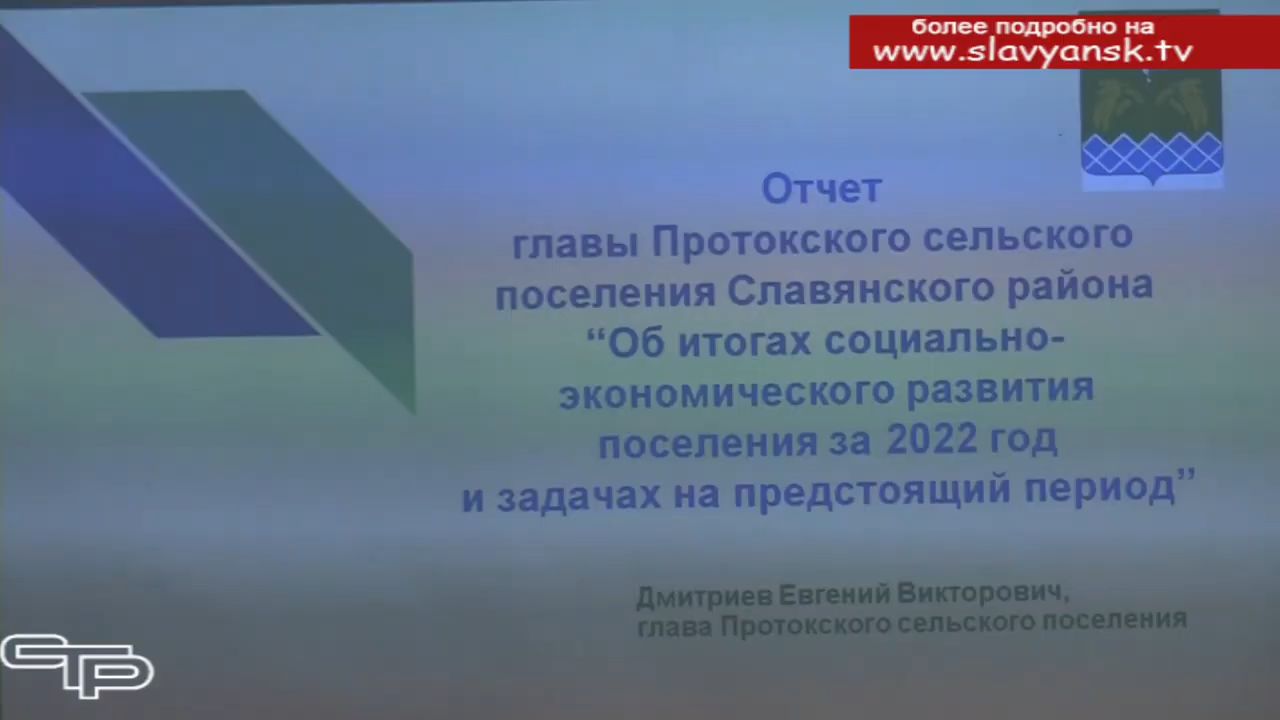 более подробно на
www.slavyansk.tv
Отчет
главы Протокского сельского
поселения Славянского района
“Об итогах социально-
экономического развития
поселения за 2022 год
и задачах на предстоящий период”
Дмитриев Евгений Викторович,
глава Протокского сельского поселения
СТР